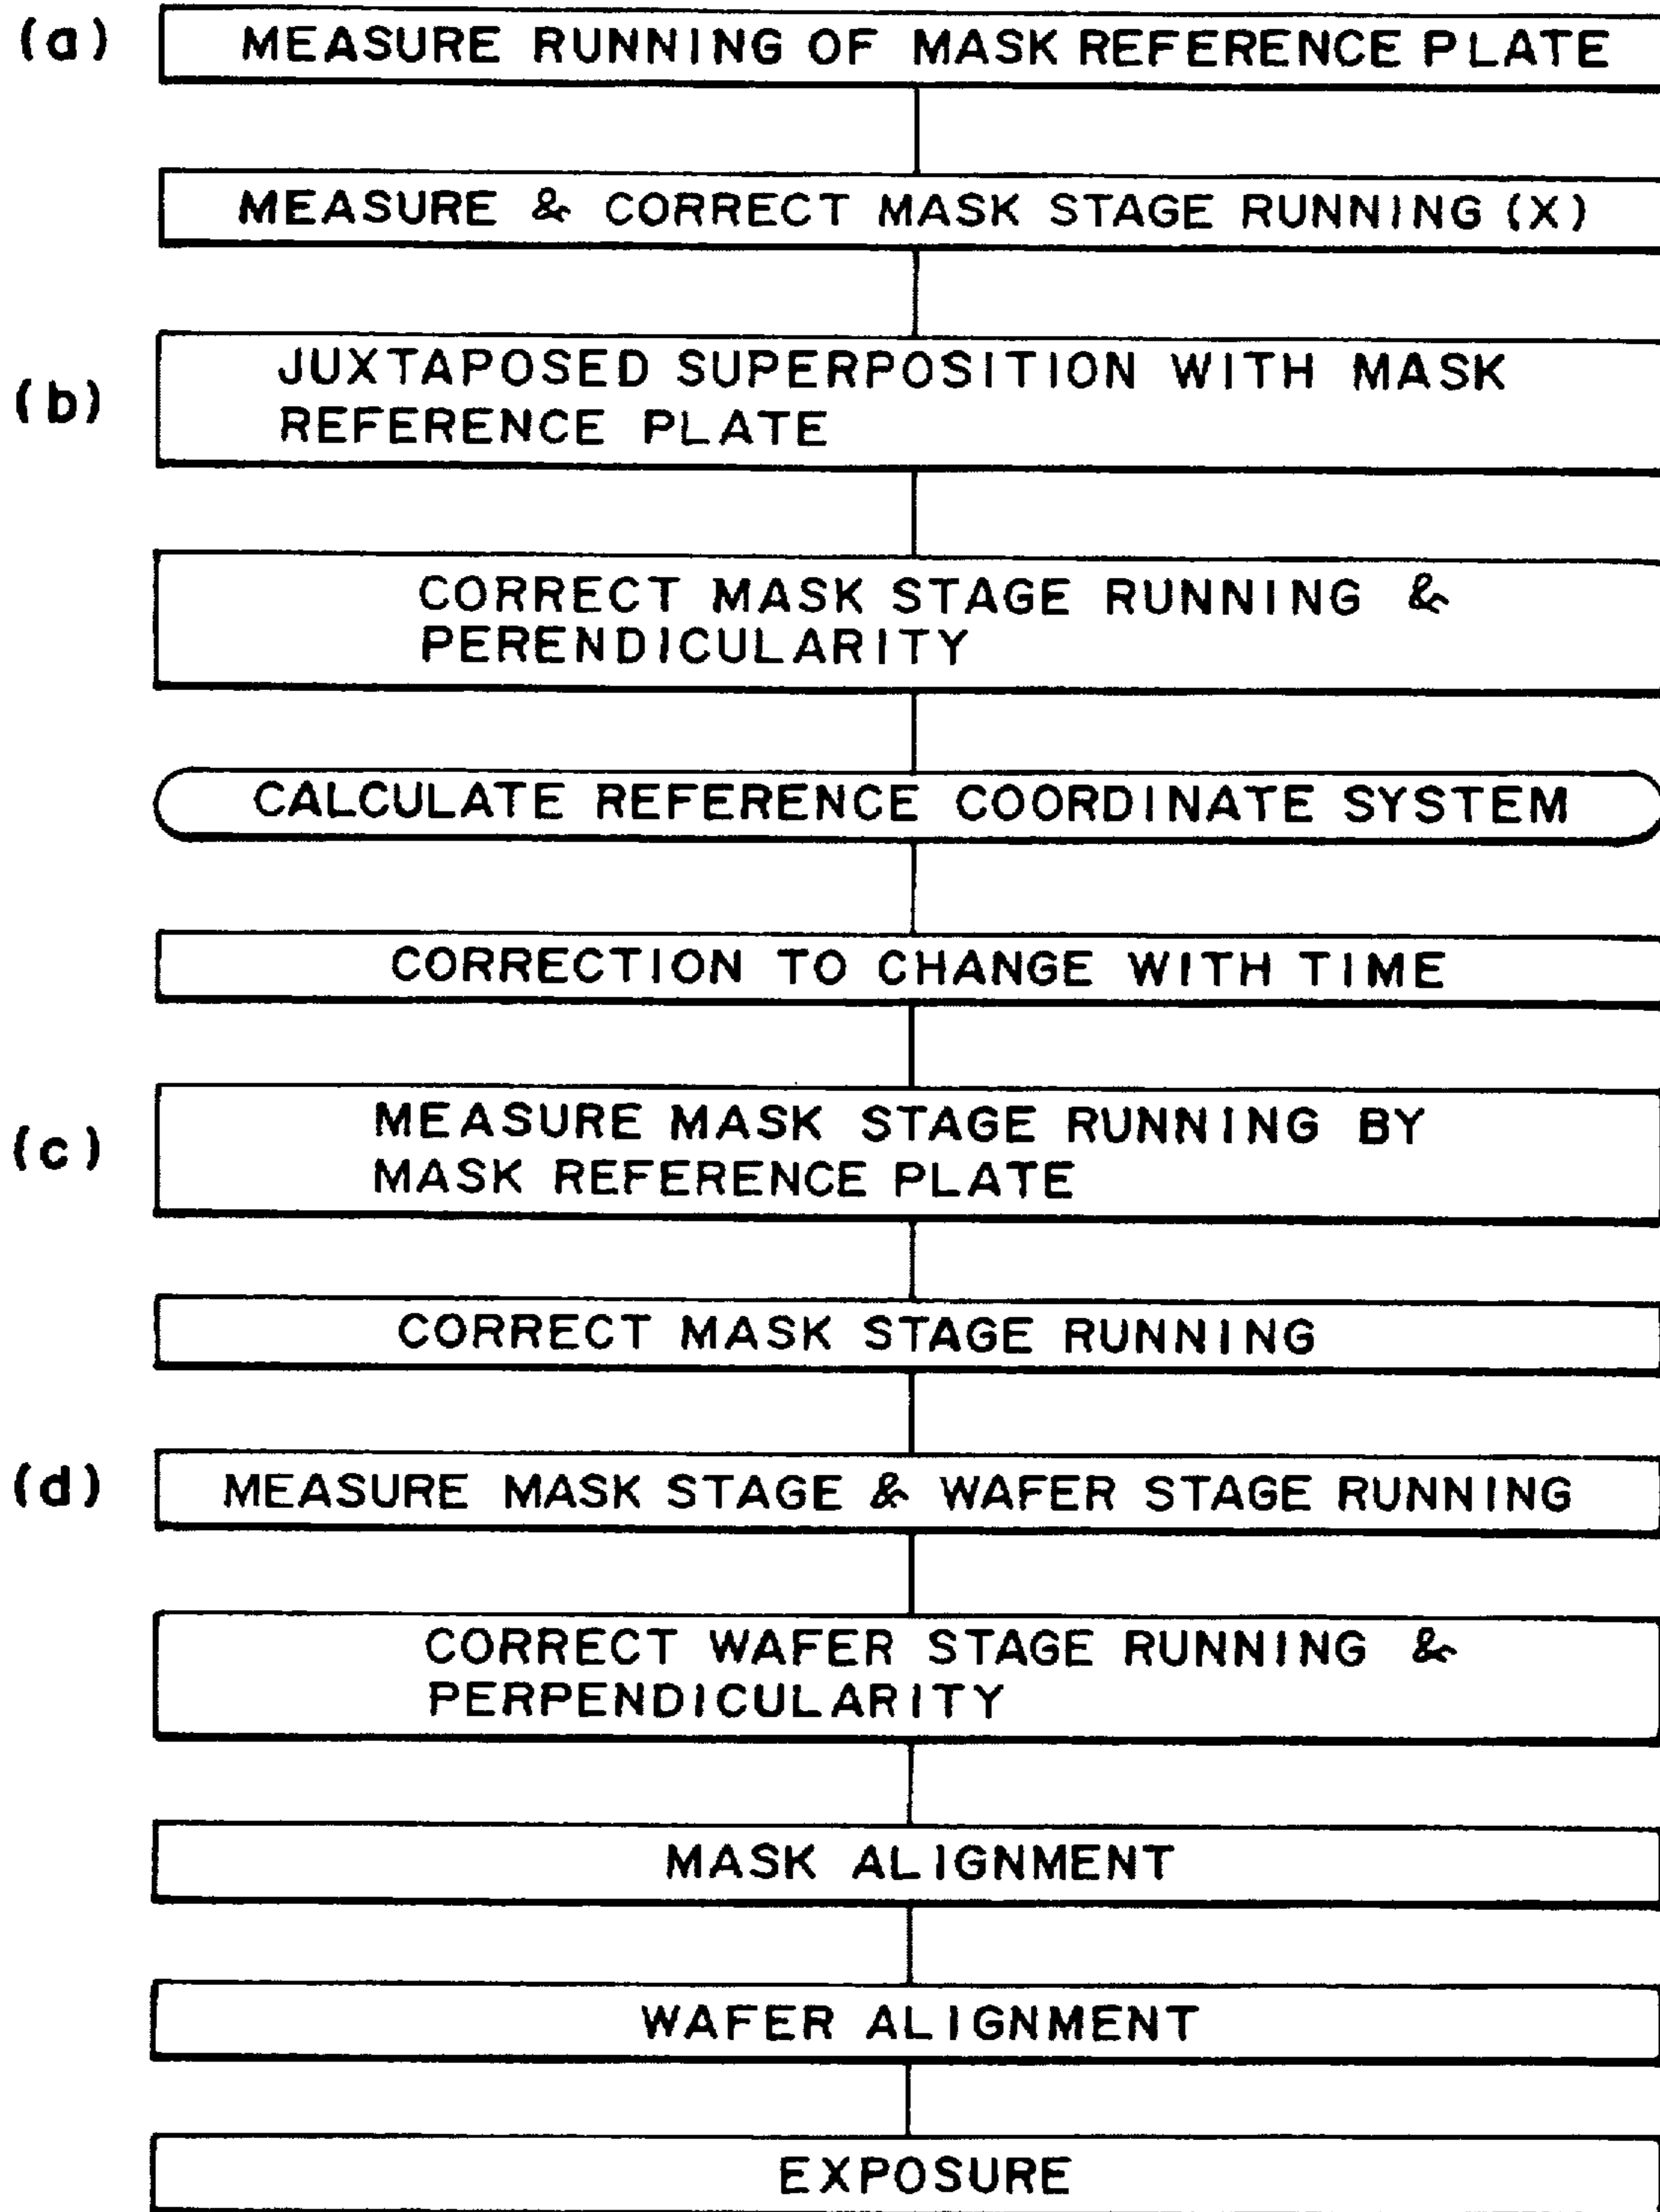 (a) MEASURE RUNNING OF MASK REFERENCE PLATE
MEASURE & CORRECT MASK STAGE RUNNING (X)
(b)
JUXTAPOSED SUPERPOSITION WITH MASK
REFERENCE PLATE
CORRECT MASK STAGE RUNNING &
PERENDICULARITY
CALCULATE REFERENCE COORDINATE SYSTEM
CORRECTION TO CHANGE WITH TIME
(c)
MEASURE MASK STAGE RUNNING BY
MASK REFERENCE PLATE
CORRECT MASK STAGE RUNNING
(d) MEASURE MASK STAGE & WAFER STAGE RUNNING
CORRECT WAFER STAGE RUNNING &
PERPENDICULARITY
MASK ALIGNMENT
WAFER ALIGNMENT
EXPOSURE